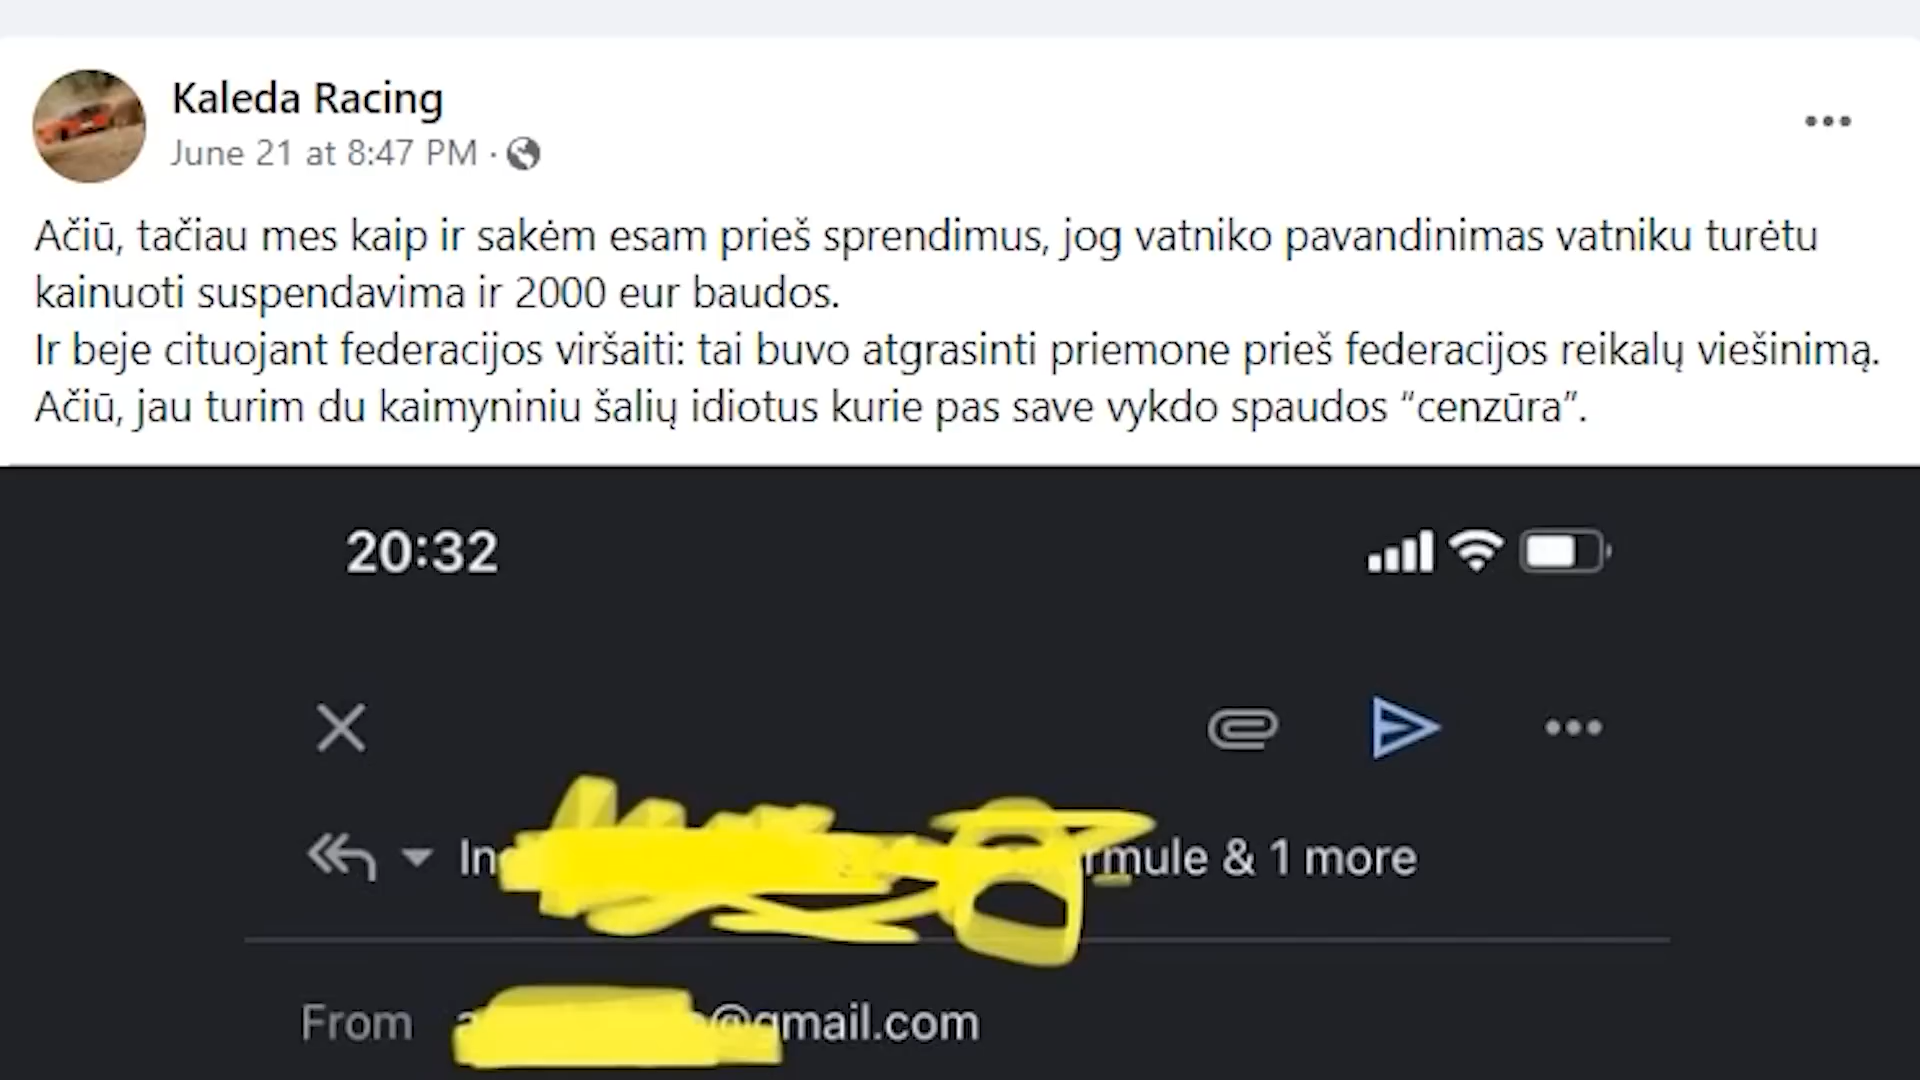 Kaleda Racing
June 21 at 8:47 PM ·
Ačiū, tačiau mes kaip ir sakėm esam prieš sprendimus, jog vatniko pavandinimas vatniku turėtu
kainuoti suspendavima ir 2000 eur baudos.
Ir beje cituojant federacijos viršaiti: tai buvo atgrasinti priemone prieš federacijos reikalų viešinimą.
Ačiū, jau turim du kaimyniniu šalių idiotus kurie pas save vykdo spaudos “cenzūra”.
20:32
& 1 more
From @gmail.com